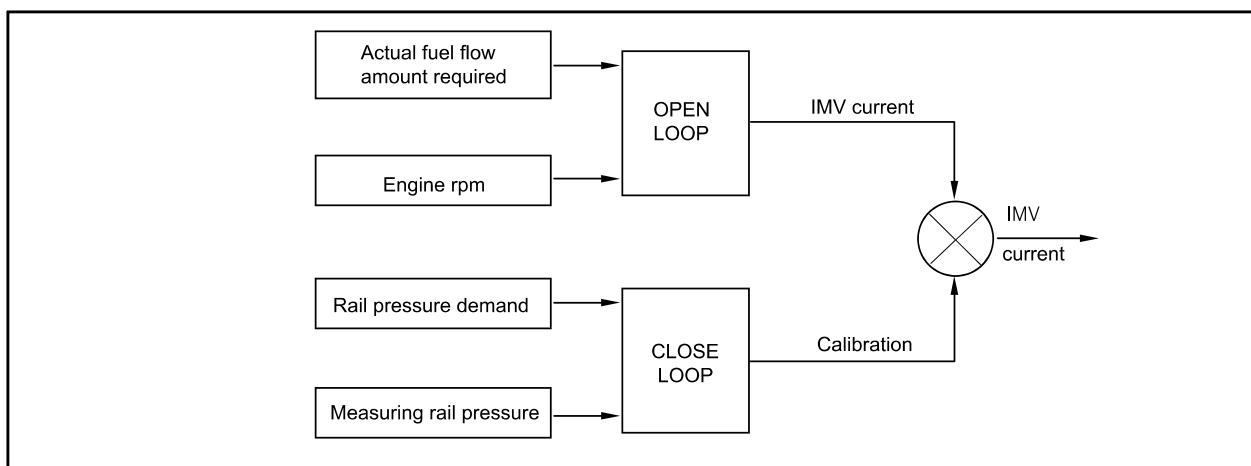 Actual fuel flow
amount required
OPEN
LOOP
IMV current
Engine rpm
IMV
current
Rail pressure demand
CLOSE
LOOP
Calibration
Measuring rail pressure